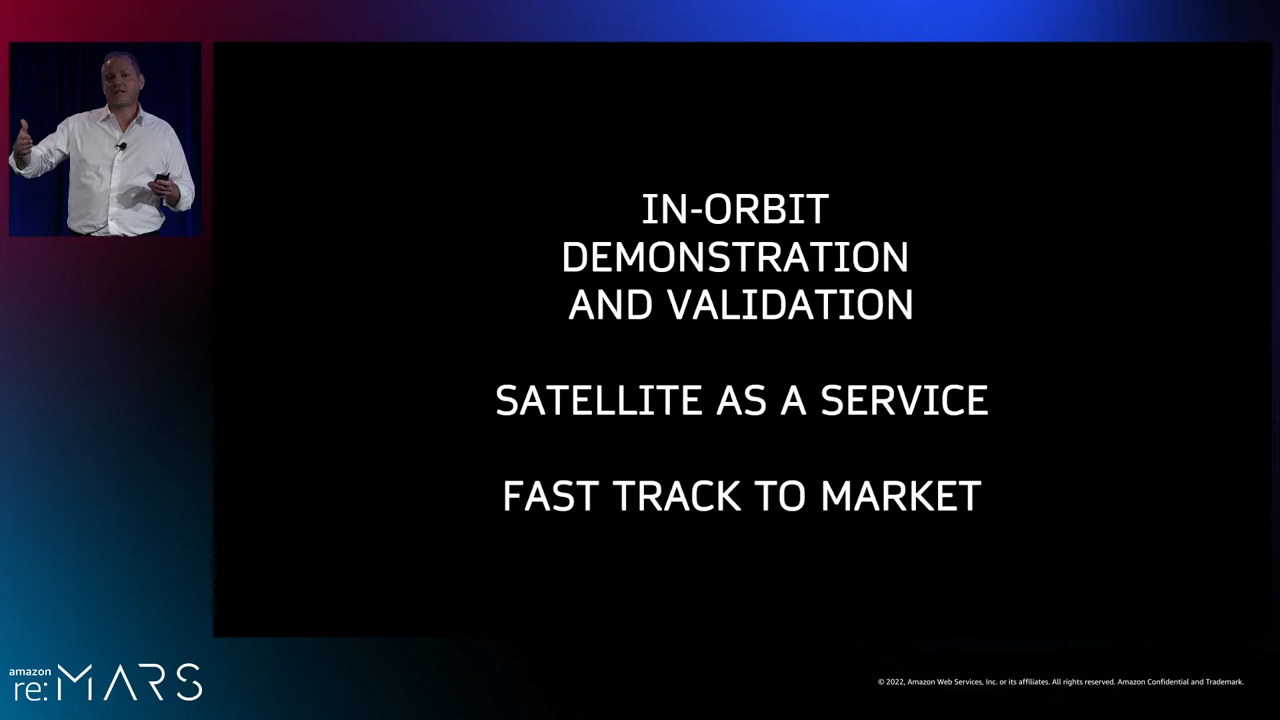 IN-ORBIT
DEMONSTRATION
AND VALIDATION
SATELLITE AS A SERVICE
FAST TRACK TO MARKET
amazon
re:MARS
© 2022, Amazon Web Services, Inc. or its affiliates. All rights reserved. Amazon Confidential and Trademark.